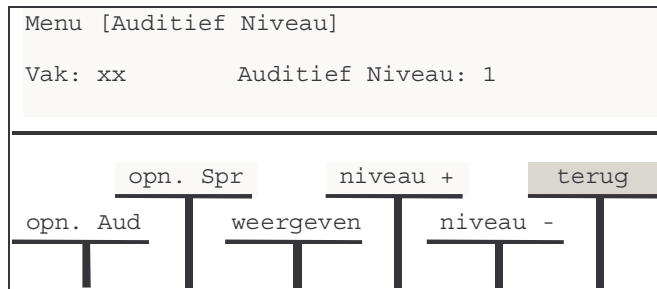 Menu [Auditief Niveau]
Vak: xx Auditief Niveau: 1
opn. Spr niveau + terug
opn. Aud weergeven niveau -